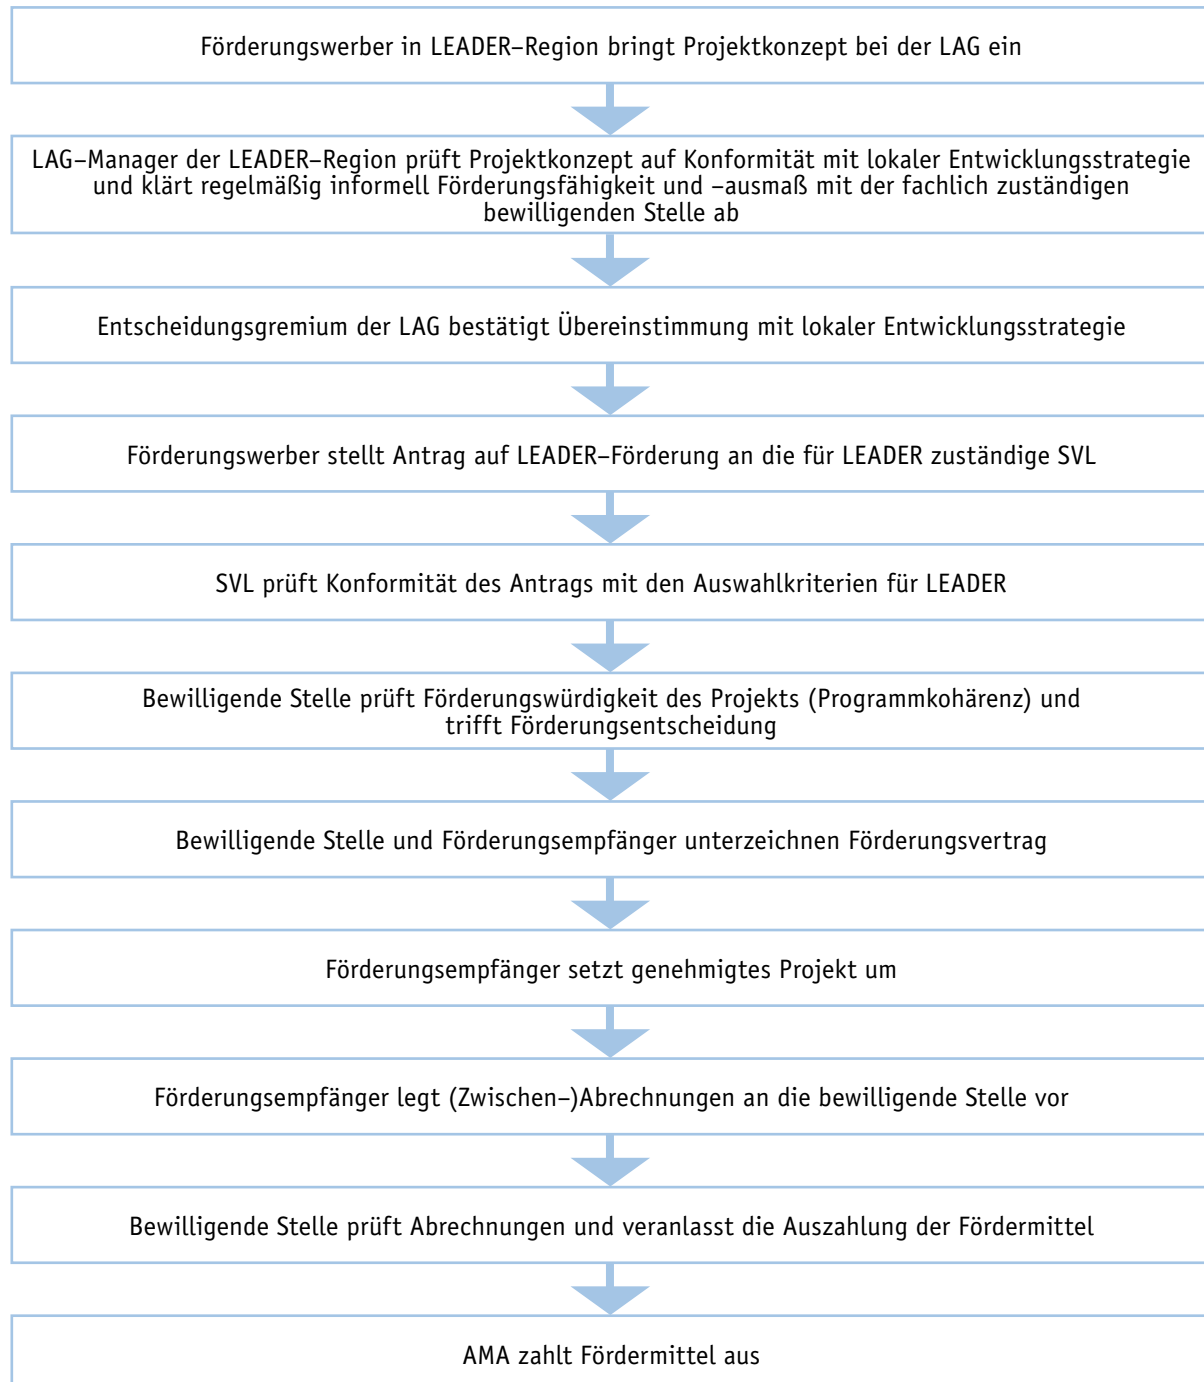 Förderungswerber in LEADER–Region bringt Projektkonzept bei der LAG ein
LAG–Manager der LEADER–Region prüft Projektkonzept auf Konformität mit lokaler Entwicklungsstrategie
und klärt regelmäßig informell Förderungsfähigkeit und –ausmaß mit der fachlich zuständigen
bewilligenden Stelle ab
Entscheidungsgremium der LAG bestätigt Übereinstimmung mit lokaler Entwicklungsstrategie
Förderungswerber stellt Antrag auf LEADER–Förderung an die für LEADER zuständige SVL
SVL prüft Konformität des Antrags mit den Auswahlkriterien für LEADER
Bewilligende Stelle prüft Förderungswürdigkeit des Projekts (Programmkohärenz) und
trifft Förderungsentscheidung
Bewilligende Stelle und Förderungsempfänger unterzeichnen Förderungsvertrag
Förderungsempfänger setzt genehmigtes Projekt um
Förderungsempfänger legt (Zwischen–)Abrechnungen an die bewilligende Stelle vor
Bewilligende Stelle prüft Abrechnungen und veranlasst die Auszahlung der Fördermittel
AMA zahlt Fördermittel aus